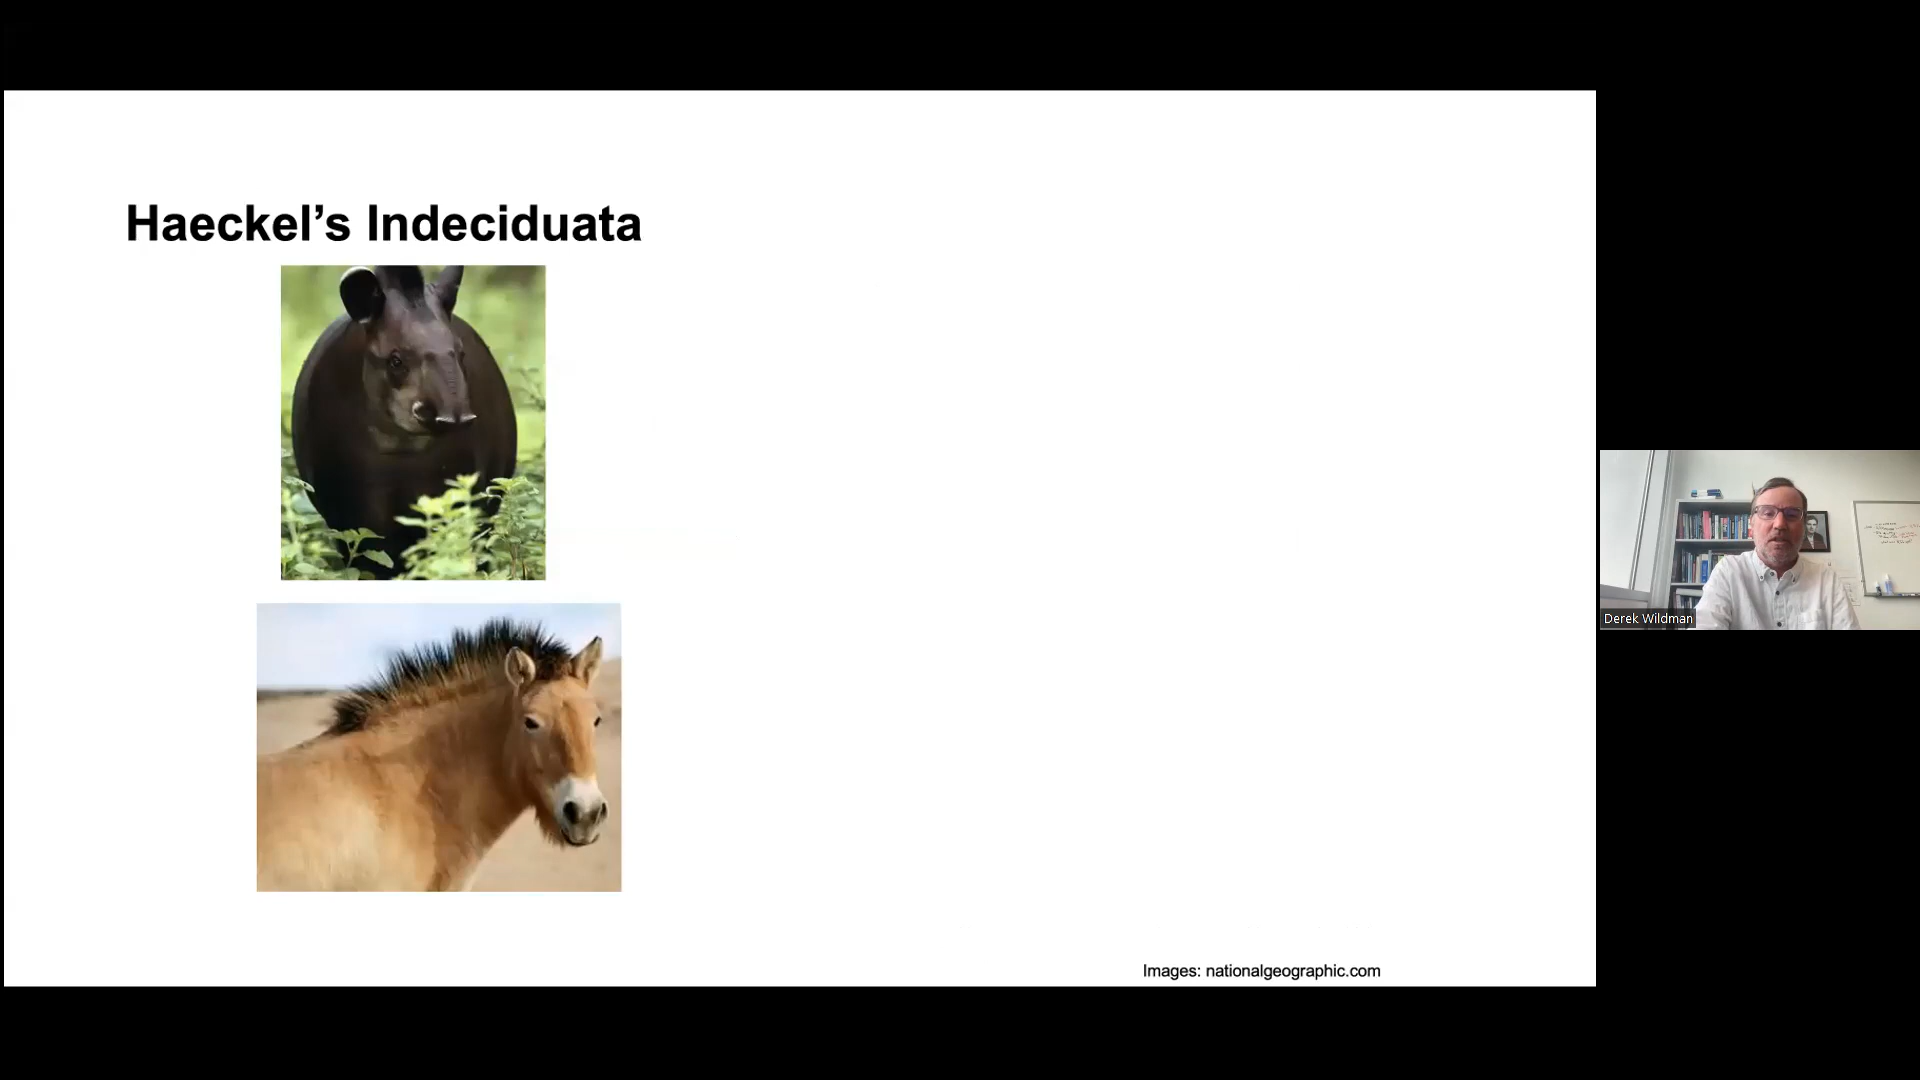 Haeckel’s Indeciduata
Derek Wildman
Images: nationalgeographic.com